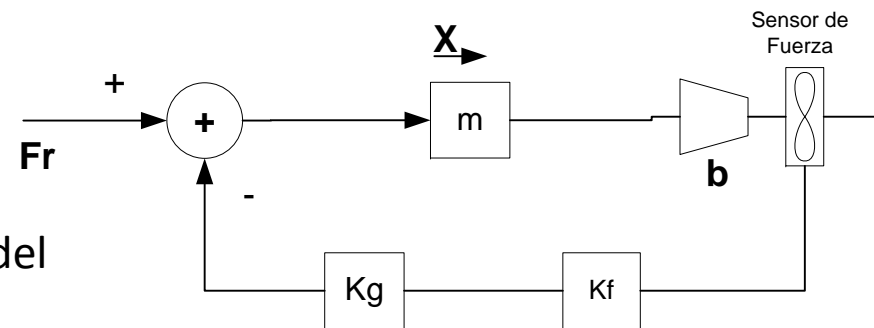 Sensor de
Fuerza
X
+
+
m
Fr
b
-
del
Kg
Kf